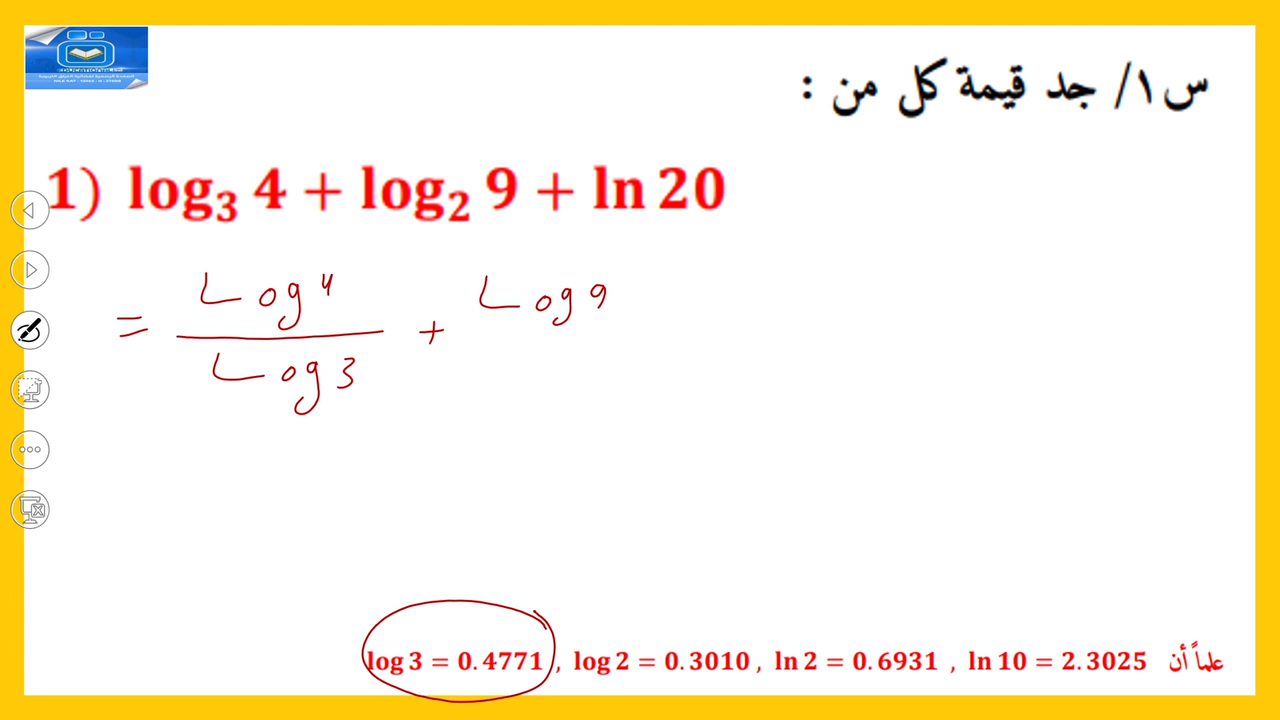 EDUCATIONAL
س١/ جد قيمة كل من :
1) log₃ 4 + log₂ 9 + ln 20
= Log 4 / Log 3 + Log 9
log 3 = 0.4771 , log 2 = 0.3010 , ln 2 = 0.6931 , ln 10 = 2.3025 علماً أن